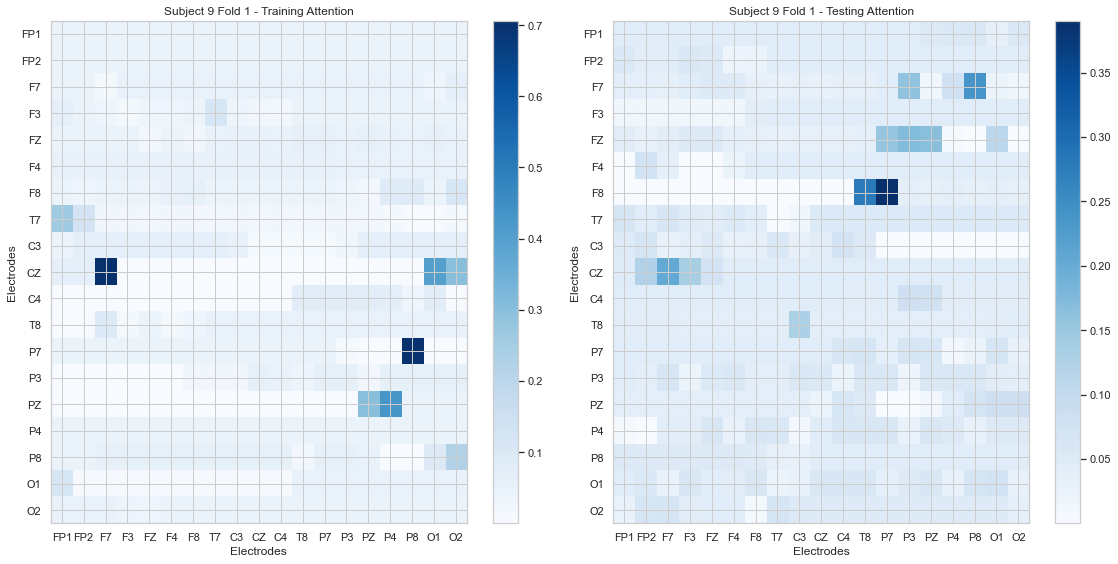 Subject 9 Fold 1 - Training Attention
FP1
FP2
F7
F3
FZ
F4
F8
T7
C3
CZ
C4
T8
P7
P3
PZ
P4
P8
O1
O2
Electrodes
FP1 FP2 F7 F3 FZ F4 F8 T7 C3 CZ C4 T8 P7 P3 PZ P4 P8 O1 O2
Electrodes
0.7
0.6
0.5
0.4
0.3
0.2
0.1
Subject 9 Fold 1 - Testing Attention
FP1
FP2
F7
F3
FZ
F4
F8
T7
C3
CZ
C4
T8
P7
P3
PZ
P4
P8
O1
O2
Electrodes
FP1 FP2 F7 F3 FZ F4 F8 T7 C3 CZ C4 T8 P7 P3 PZ P4 P8 O1 O2
Electrodes
0.35
0.30
0.25
0.20
0.15
0.10
0.05